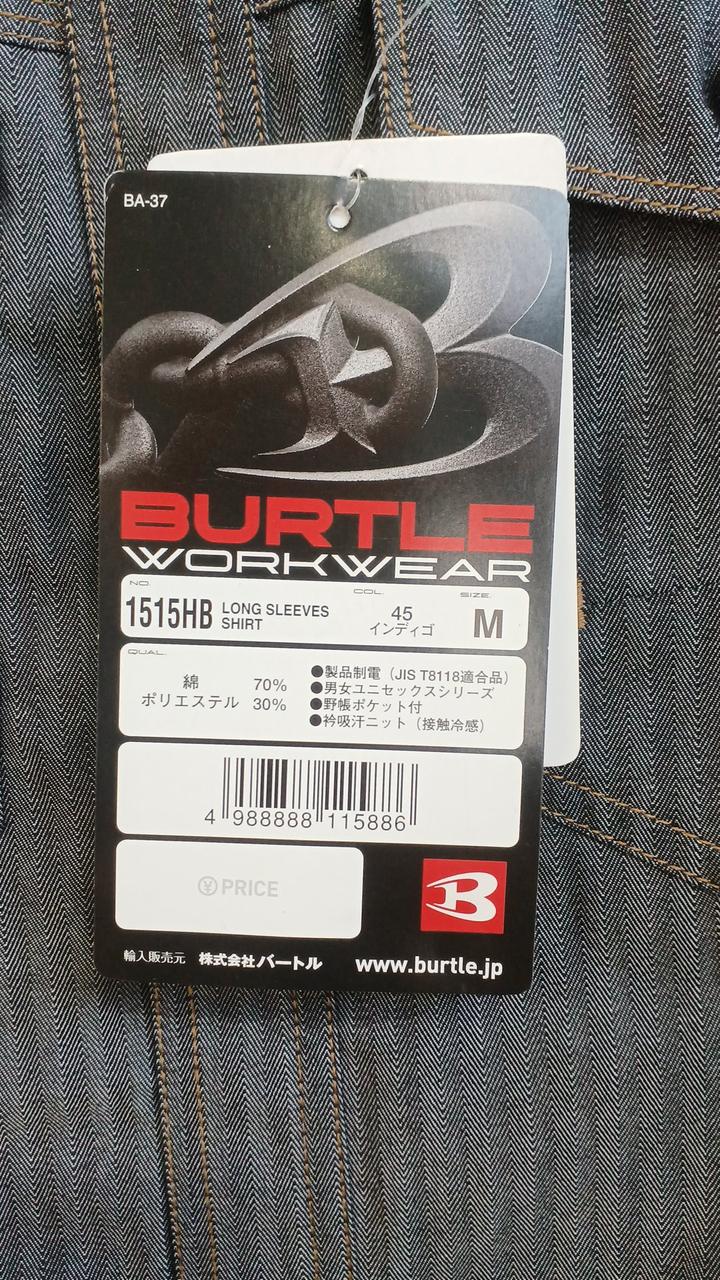 BA-37
BURTLE
WORKWEAR
NO. COL. SIZE
1515HB LONG SLEEVES SHIRT 45 インディゴ M
QUAL.
綿 70%
ポリエステル 30%
●製品制電（JIS T8118適合品）
●男女ユニセックスシリーズ
●野帳ポケット付
●衿吸汗ニット（接触冷感）
4 988888 115886
¥ PRICE
B
輸入販売元 株式会社バートル www.burtle.jp